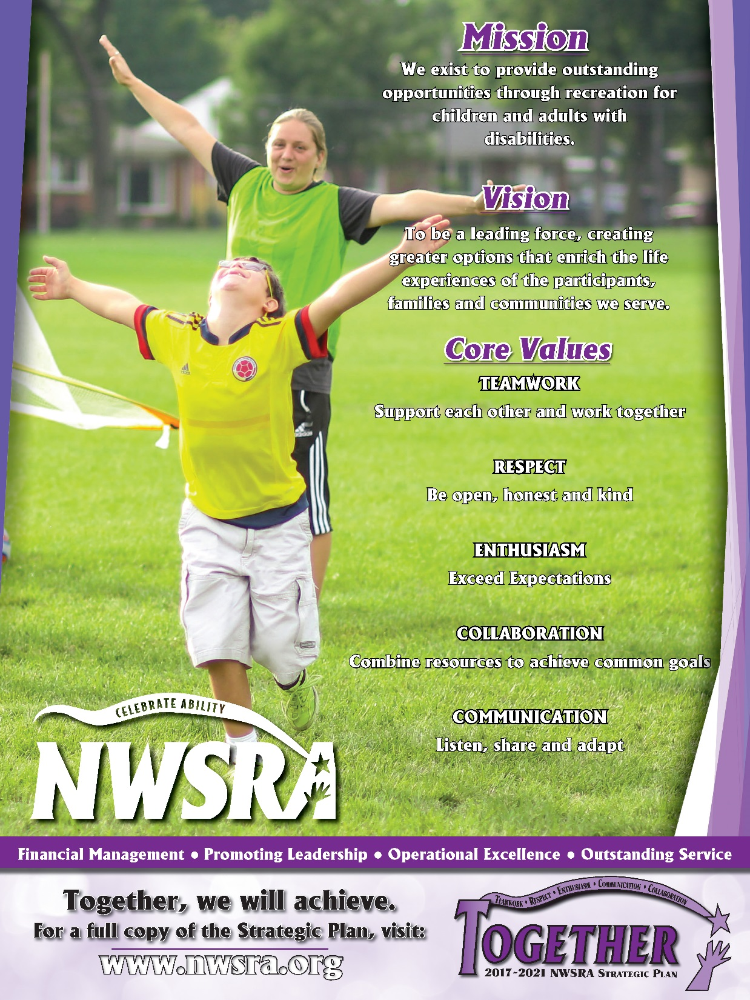 Mission
We exist to provide outstanding
opportunities through recreation for
children and adults with
disabilities.
Vision
To be a leading force, creating
greater options that enrich the life
experiences of the participants,
families and communities we serve.
Core Values
TEAMWORK
Support each other and work together
RESPECT
Be open, honest and kind
ENTHUSIASM
Exceed Expectations
COLLABORATION
Combine resources to achieve common goals
COMMUNICATION
Listen, share and adapt
CELEBRATE ABILITY
NWSRA
Financial Management • Promoting Leadership • Operational Excellence • Outstanding Service
Together, we will achieve.
For a full copy of the Strategic Plan, visit:
www.nwsra.org
TEAMWORK • RESPECT • ENTHUSIASM • COMMUNICATION • COLLABORATION
TOGETHER
2017~2021 NWSRA STRATEGIC PLAN
adidas